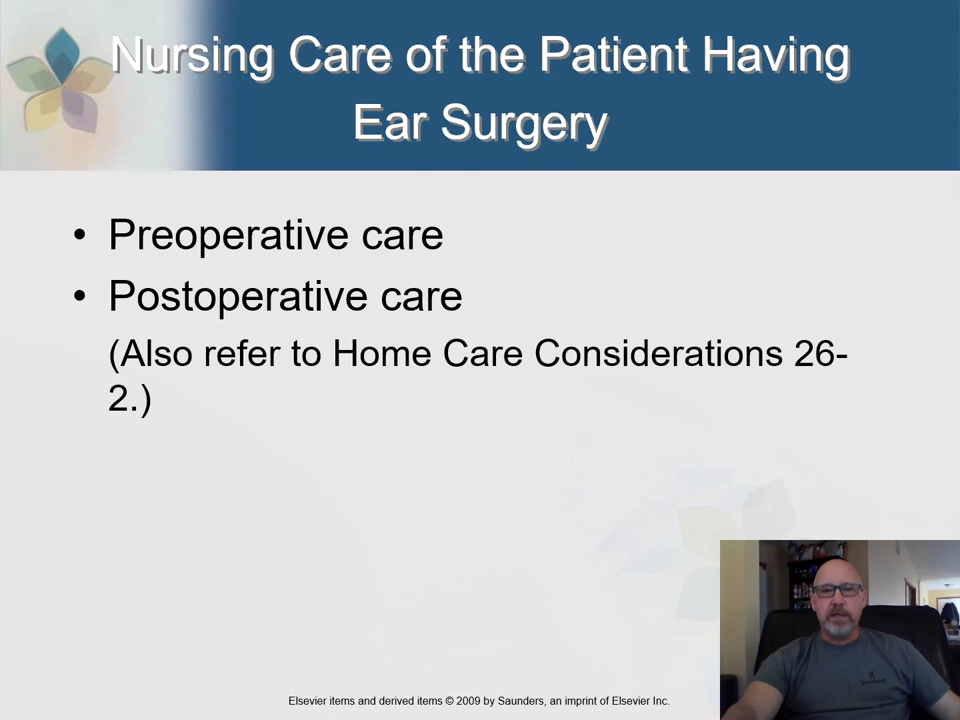 Nursing Care of the Patient Having
Ear Surgery
• Preoperative care
• Postoperative care
(Also refer to Home Care Considerations 26-
2.)
Elsevier items and derived items © 2009 by Saunders, an imprint of Elsevier Inc.